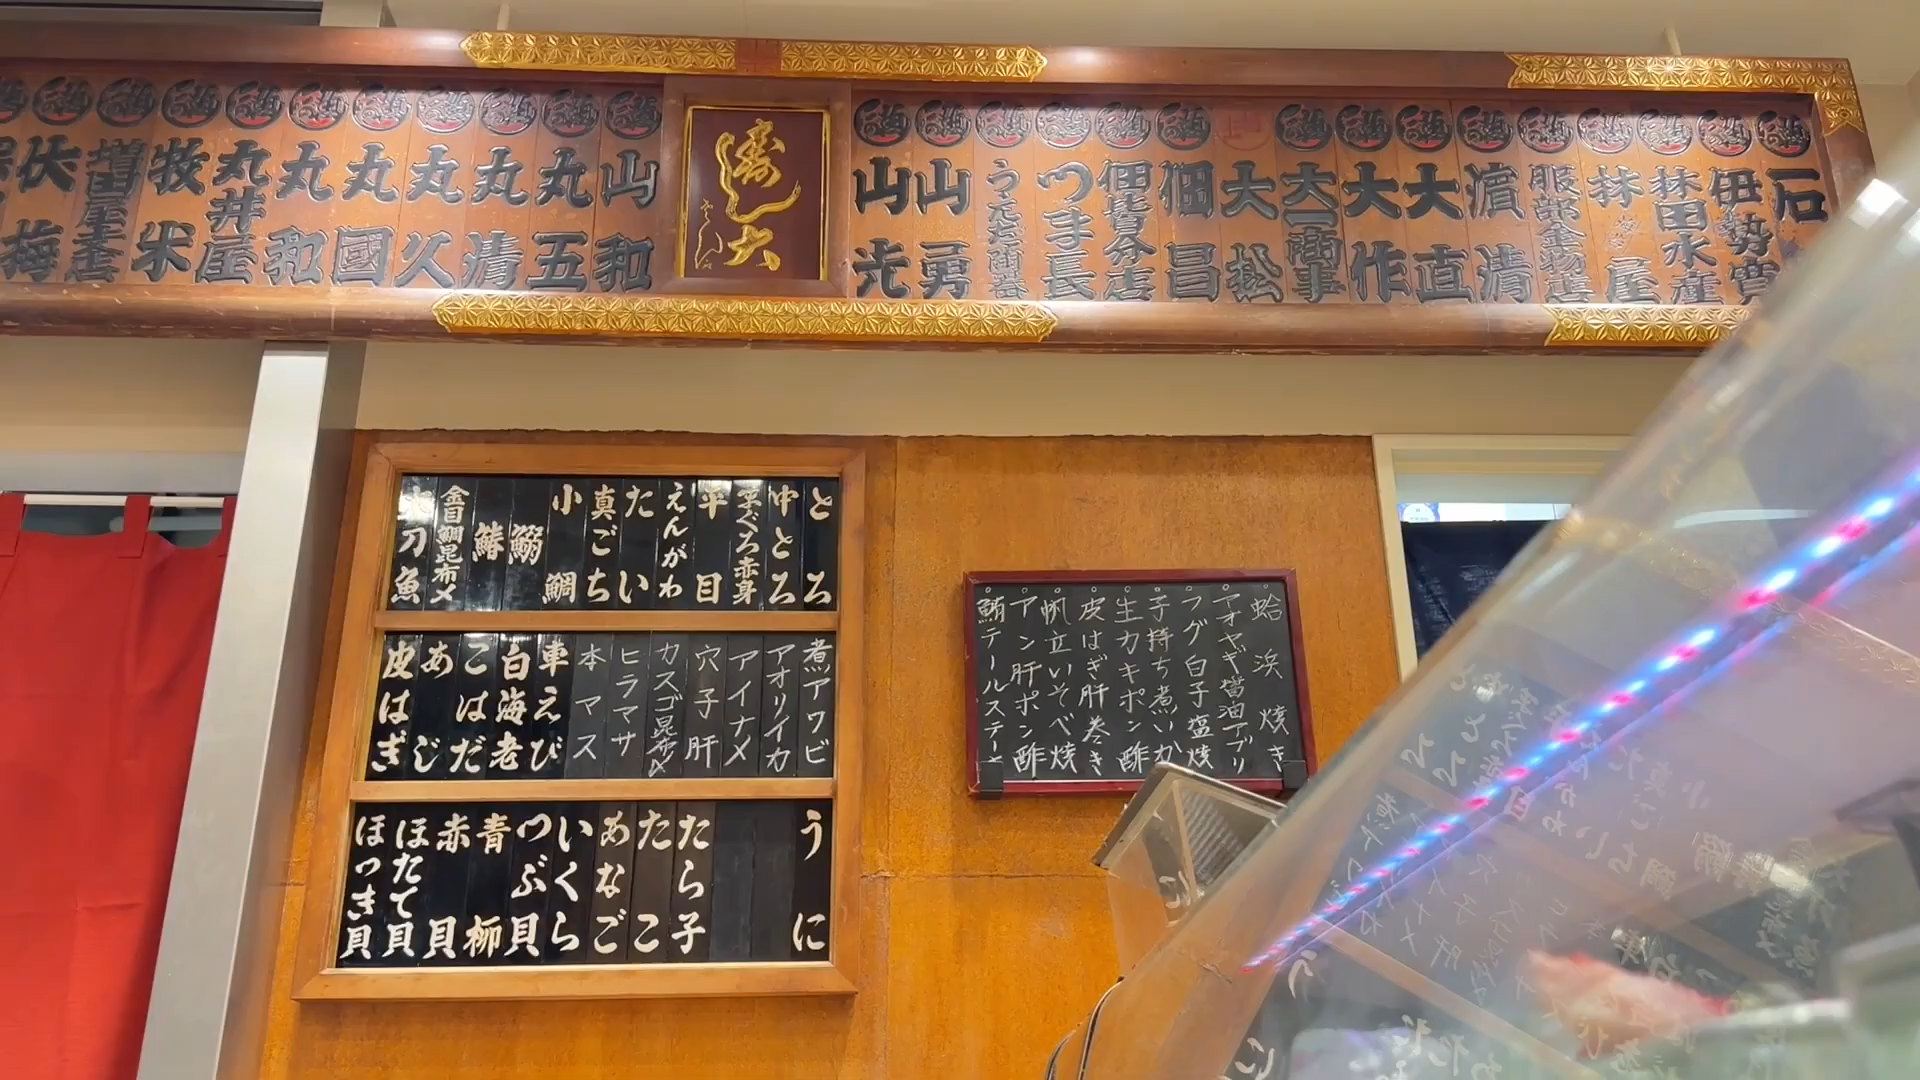 石
伊勢寅
林田水産
林屋
服部金物店
濵清
大直
大作
大一商事
大松
佃昌
佃皆分店
つま長
山勇
山光
寿し大
山和
丸五
丸清
丸久
丸國
丸和
丸井屋
牧米
増田屋本店
伏梅
とろ
中とろ
まぐろ赤身
平目
えんがわ
たい
真ごち
小鯛
鰯
鰆
金目鯛昆布〆
太刀魚
煮アワビ
アオリイカ
アイナメ
穴子肝
カスゴ昆布〆
ヒラマサ
本マス
車えび
白海老
こはだ
あじ
皮はぎ
うに
たら子
たこ
あなご
いくら
つぶ貝
青柳
赤貝
ほたて貝
ほっき貝
蛤浜焼き
アオヤギ醤油アブリ
フグ白子塩焼
子持ち煮いか
生カキポン酢
皮はぎ肝巻き
帆立いそべ焼
アン肝ポン酢
鮪テールステーキ